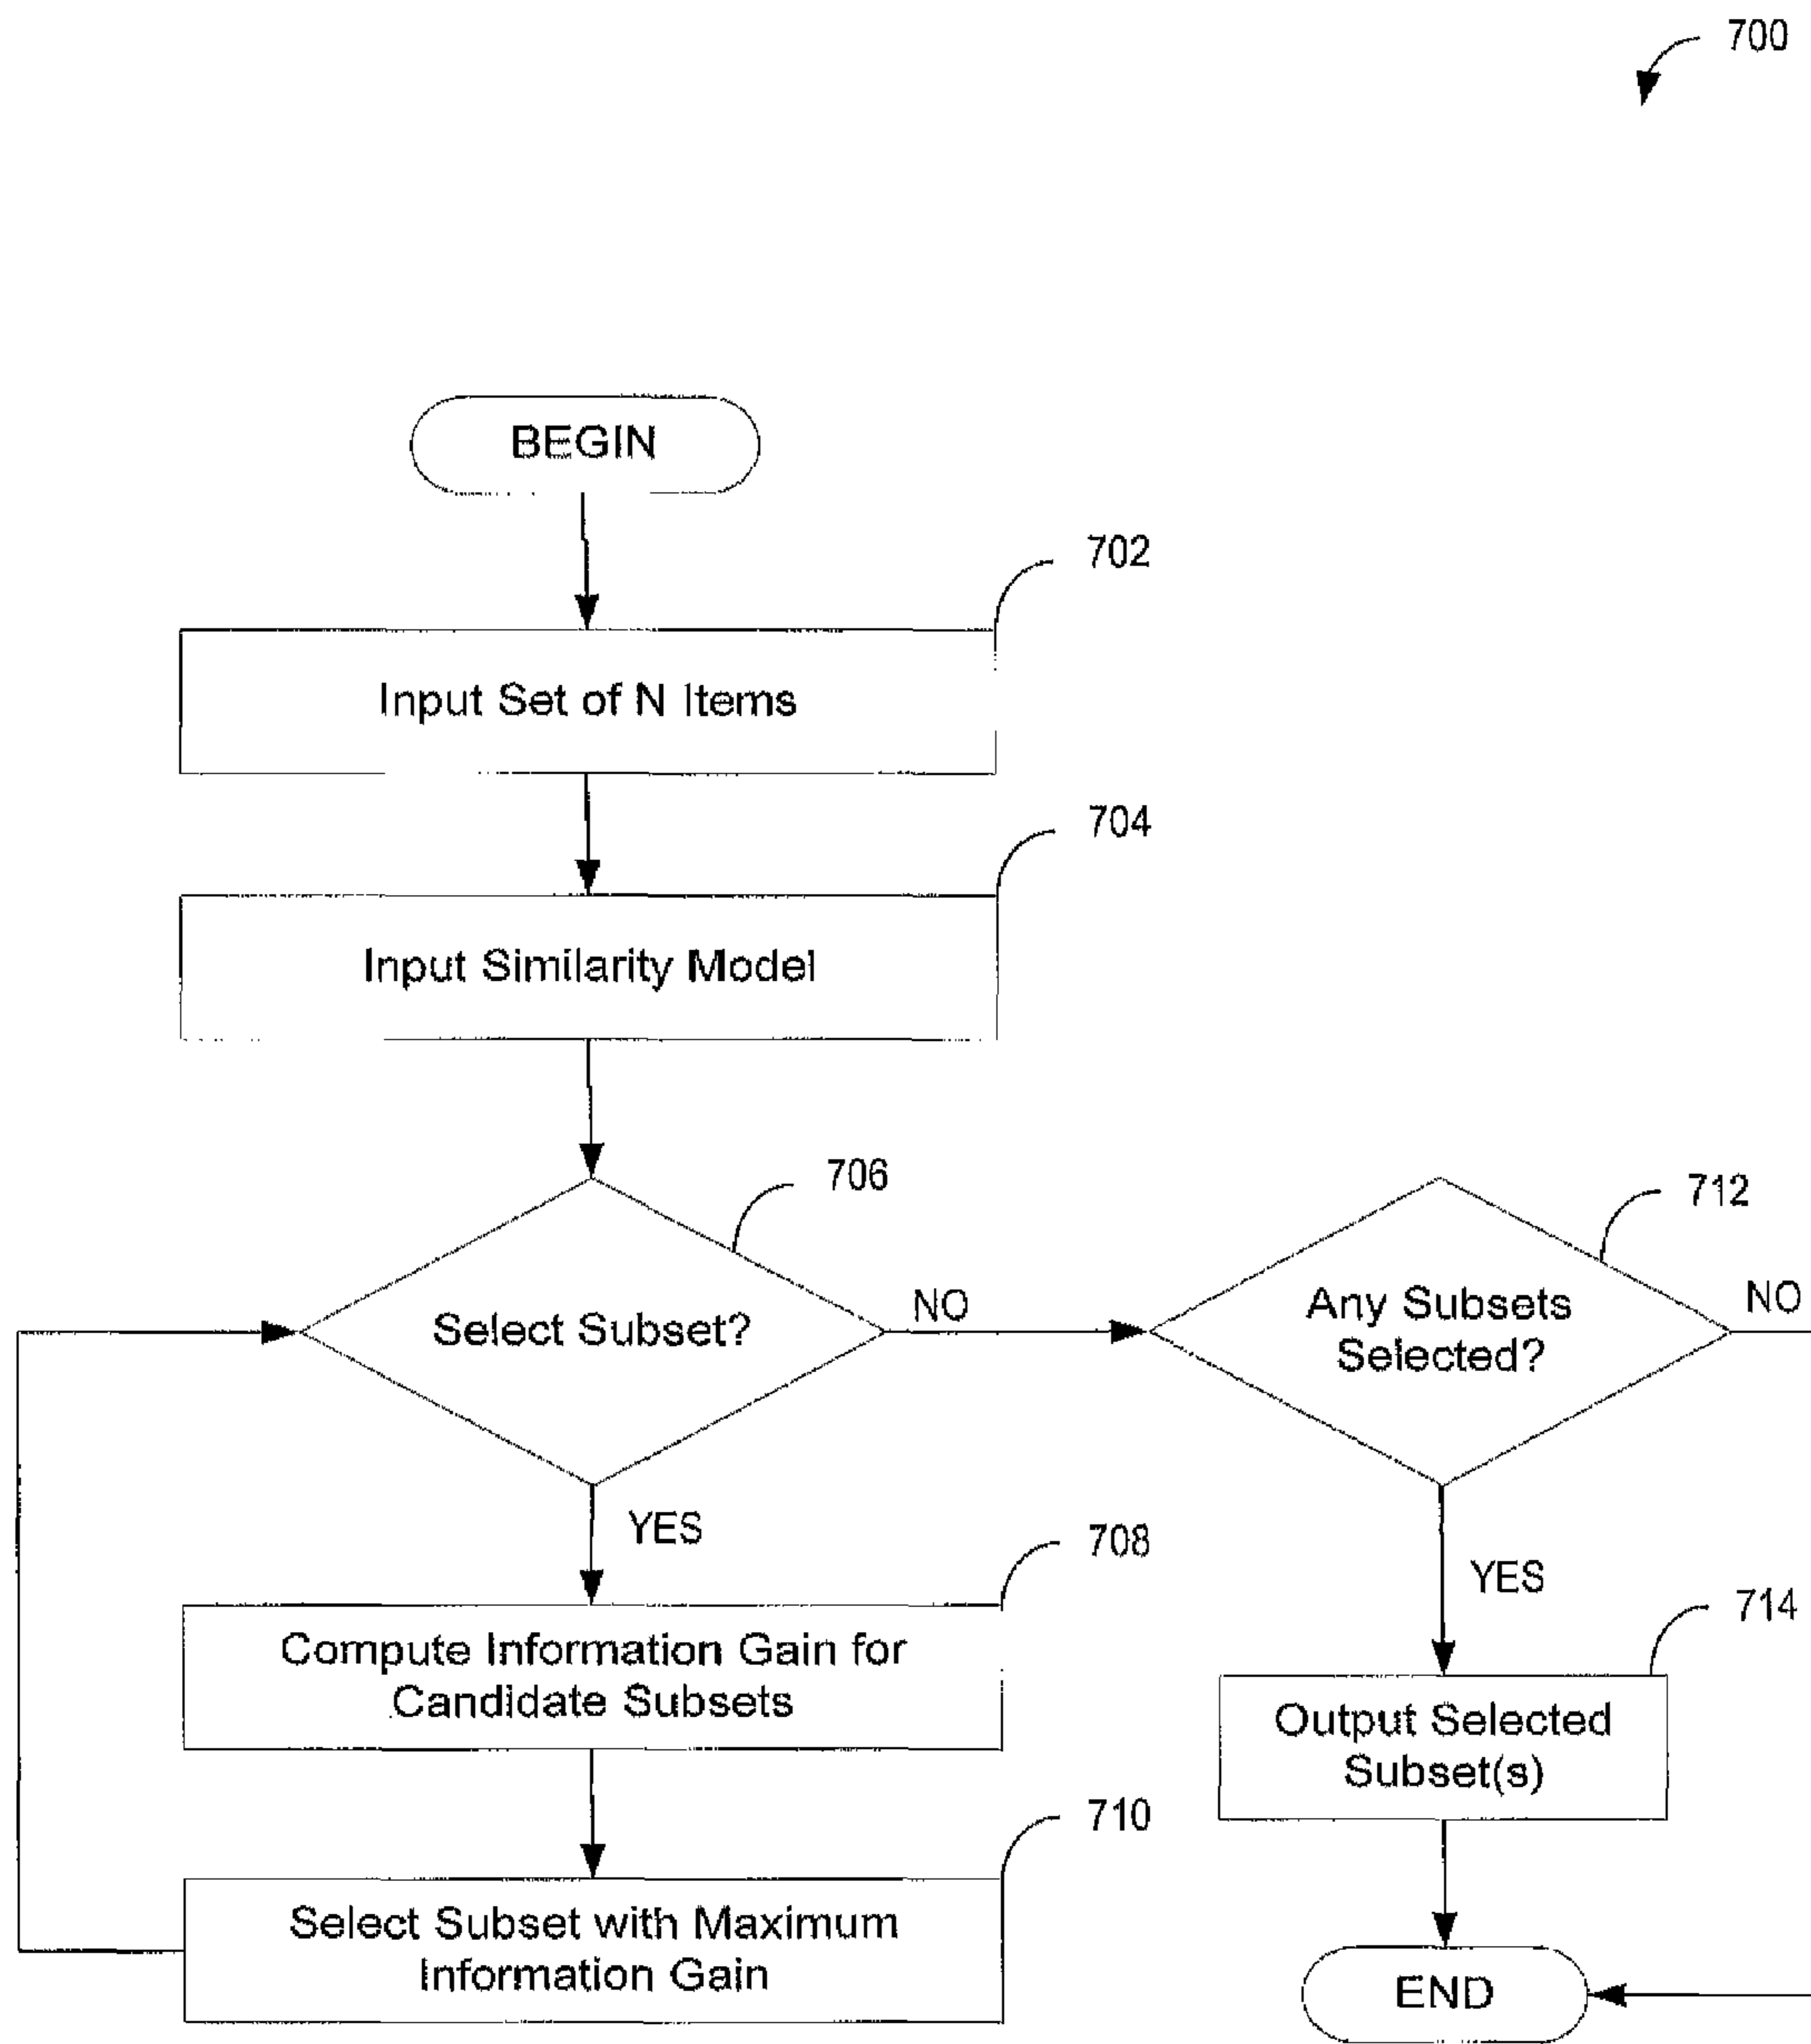 700
BEGIN
702
Input Set of N Items
704
Input Similarity Model
706
Select Subset?
NO
712
Any Subsets
Selected?
NO
YES
708
Compute Information Gain for
Candidate Subsets
YES
714
Output Selected
Subset(s)
710
Select Subset with Maximum
Information Gain
END